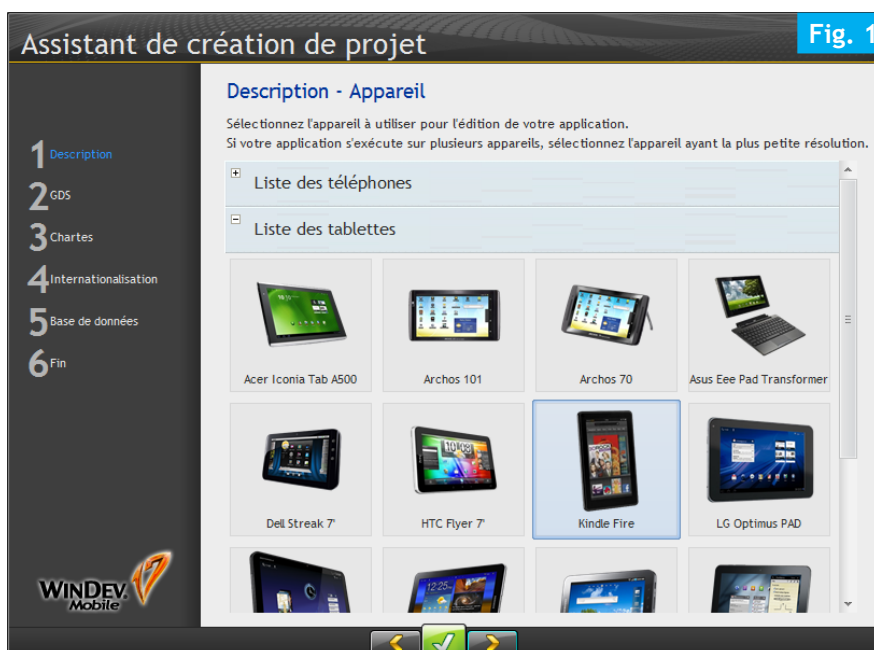 Assistant de création de projet
Fig. 1
Description - Appareil
Sélectionnez l'appareil à utiliser pour l'édition de votre application.
Si votre application s'exécute sur plusieurs appareils, sélectionnez l'appareil ayant la plus petite résolution.
1 Description
2 GDS
3 Chartes
4 Internationalisation
5 Base de données
6 Fin
Liste des téléphones
Liste des tablettes
Acer Iconia Tab A500
Archos 101
Archos 70
Asus Eee Pad Transformer
Dell Streak 7'
HTC Flyer 7'
Kindle Fire
LG Optimus PAD
WINDEV. 17
Mobile